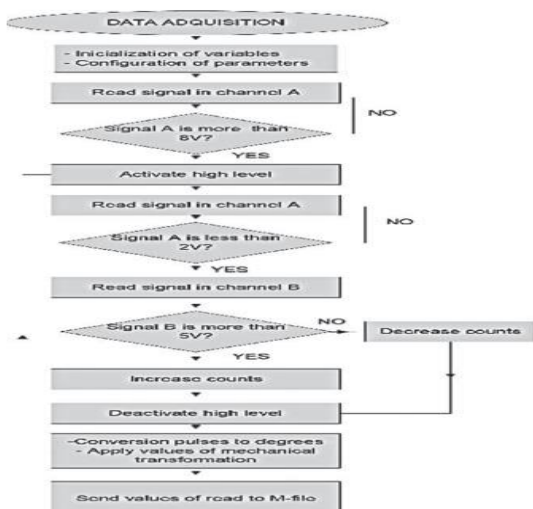 DATA ADQUISITION
- Inicialization of variables
- Configuration of parameters
Read signal in channel A
NO
Signal A is more than
8V?
YES
Activate high level
Read signal in channel A
NO
Signal A is less than
2V?
YES
Read signal in channel B
Signal B is more than
5V?
NO
Decrease counts
YES
Increase counts
Deactivate high level
-Conversion pulses to degrees
- Apply values of mechanical
transformation
Send values of read to M-file